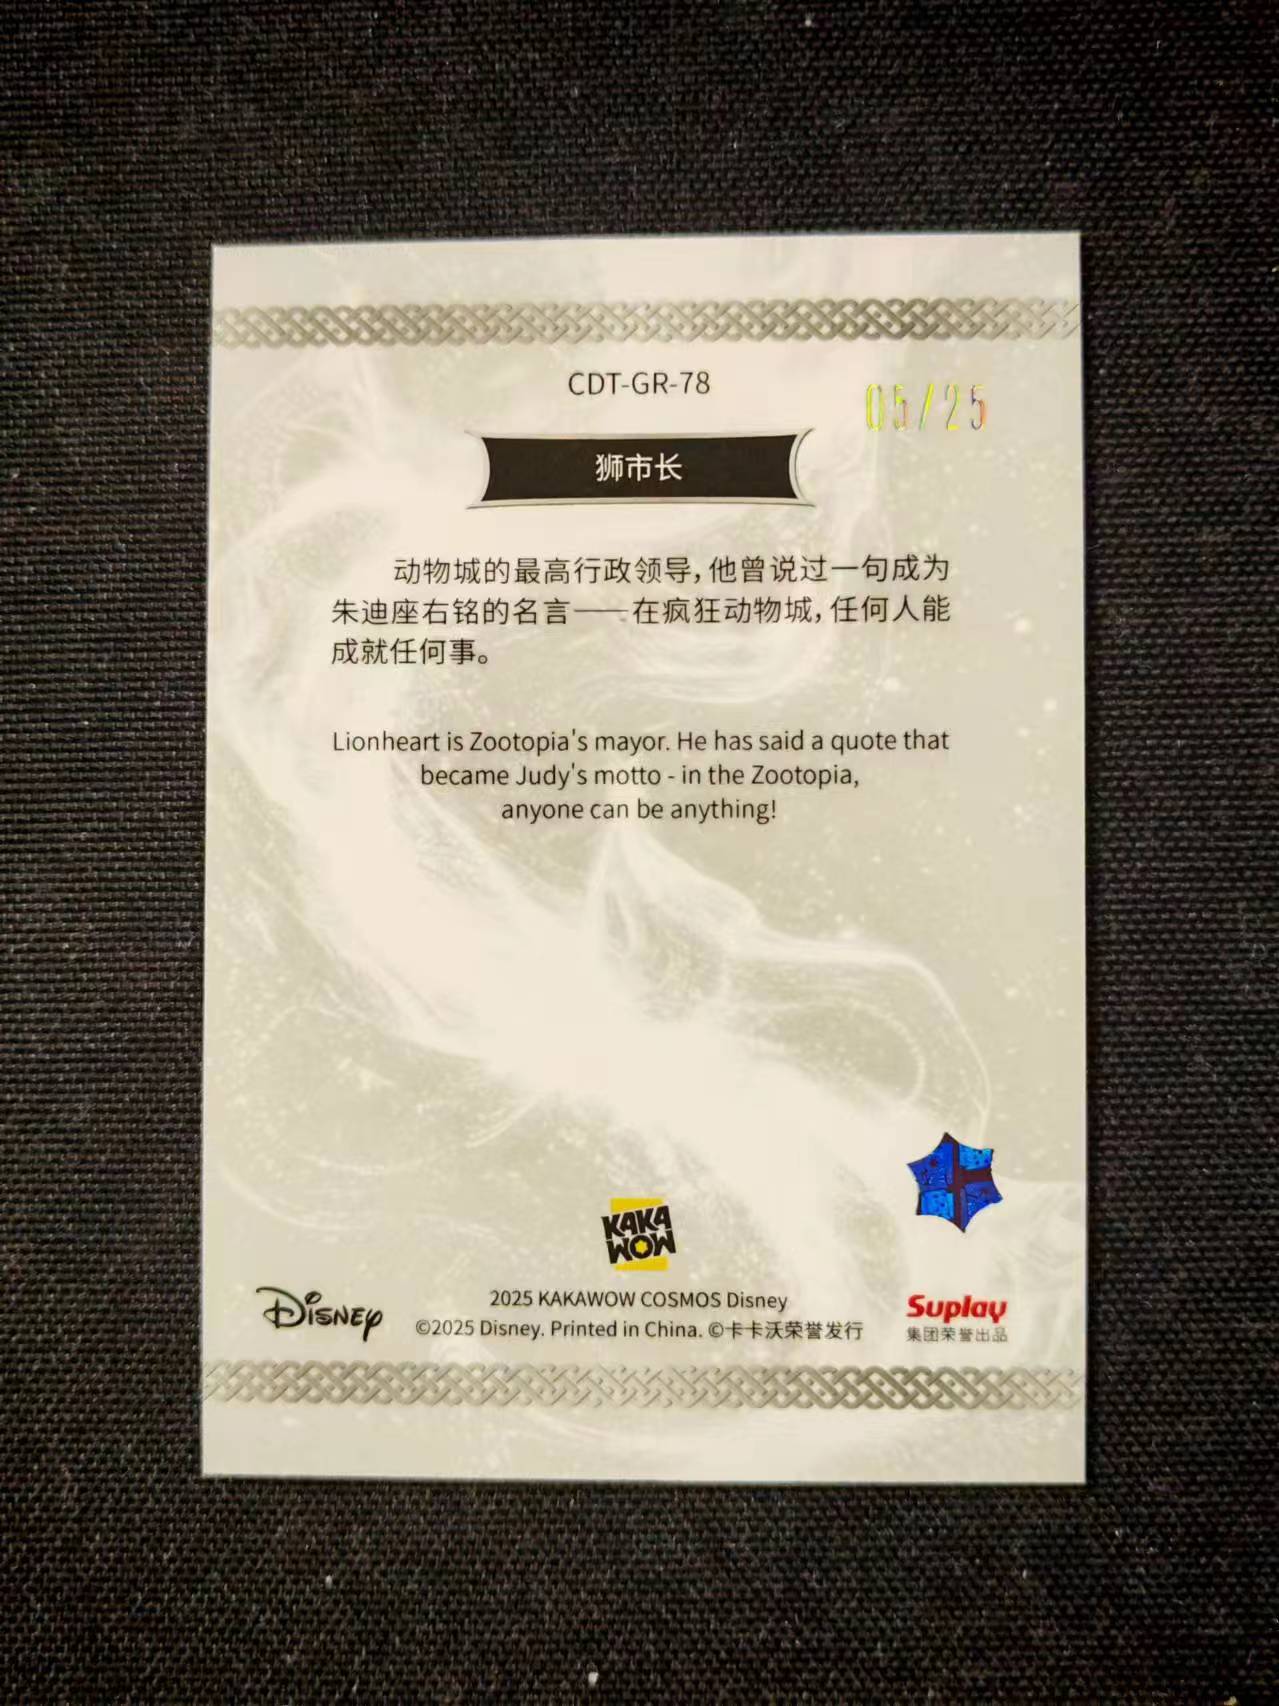 CDT-GR-78
05/25
狮市长
动物城的最高行政领导，他曾说过一句成为
朱迪座右铭的名言——在疯狂动物城，任何人能
成就任何事。
Lionheart is Zootopia's mayor. He has said a quote that
became Judy's motto - in the Zootopia,
anyone can be anything!
KAKA
WOW
Disney
2025 KAKAWOW COSMOS Disney
©2025 Disney. Printed in China. ©卡卡沃荣誉发行
Suplay
集团荣誉出品